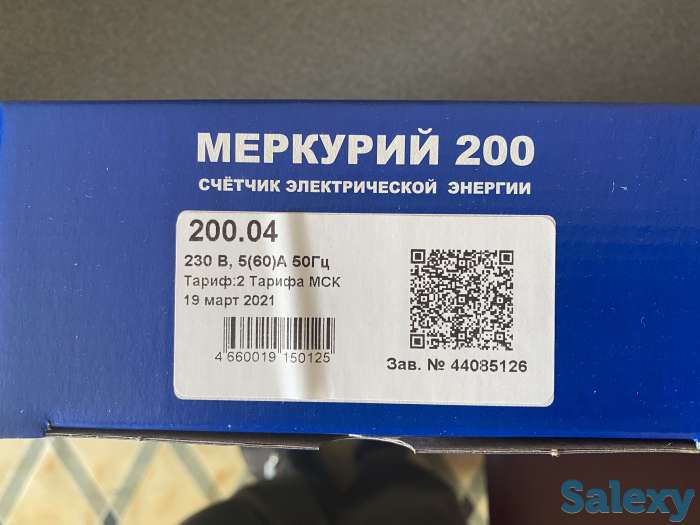 МЕРКУРИЙ 200
СЧЁТЧИК ЭЛЕКТРИЧЕСКОЙ ЭНЕРГИИ
200.04
230 В, 5(60)А 50Гц
Тариф:2 Тарифа МСК
19 март 2021
4 660019 150125
Зав. № 44085126
Salexy